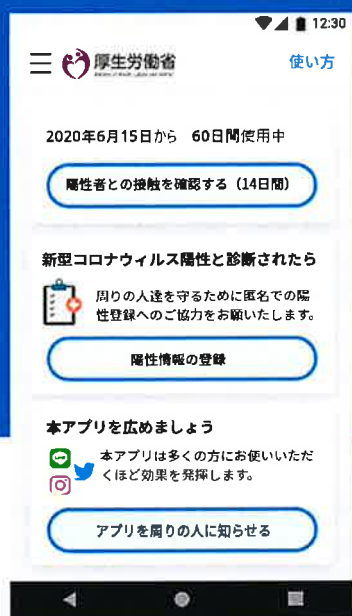 12:30
厚生労働省
使い方
2020年6月15日から 60日間使用中
陽性者との接触を確認する（14日間）
新型コロナウィルス陽性と診断されたら
周りの人達を守るために匿名での陽
性登録へのご協力をお願いいたします。
陽性情報の登録
本アプリを広めましょう
本アプリは多くの方にお使いいただ
くほど効果を発揮します。
アプリを周りの人に知らせる